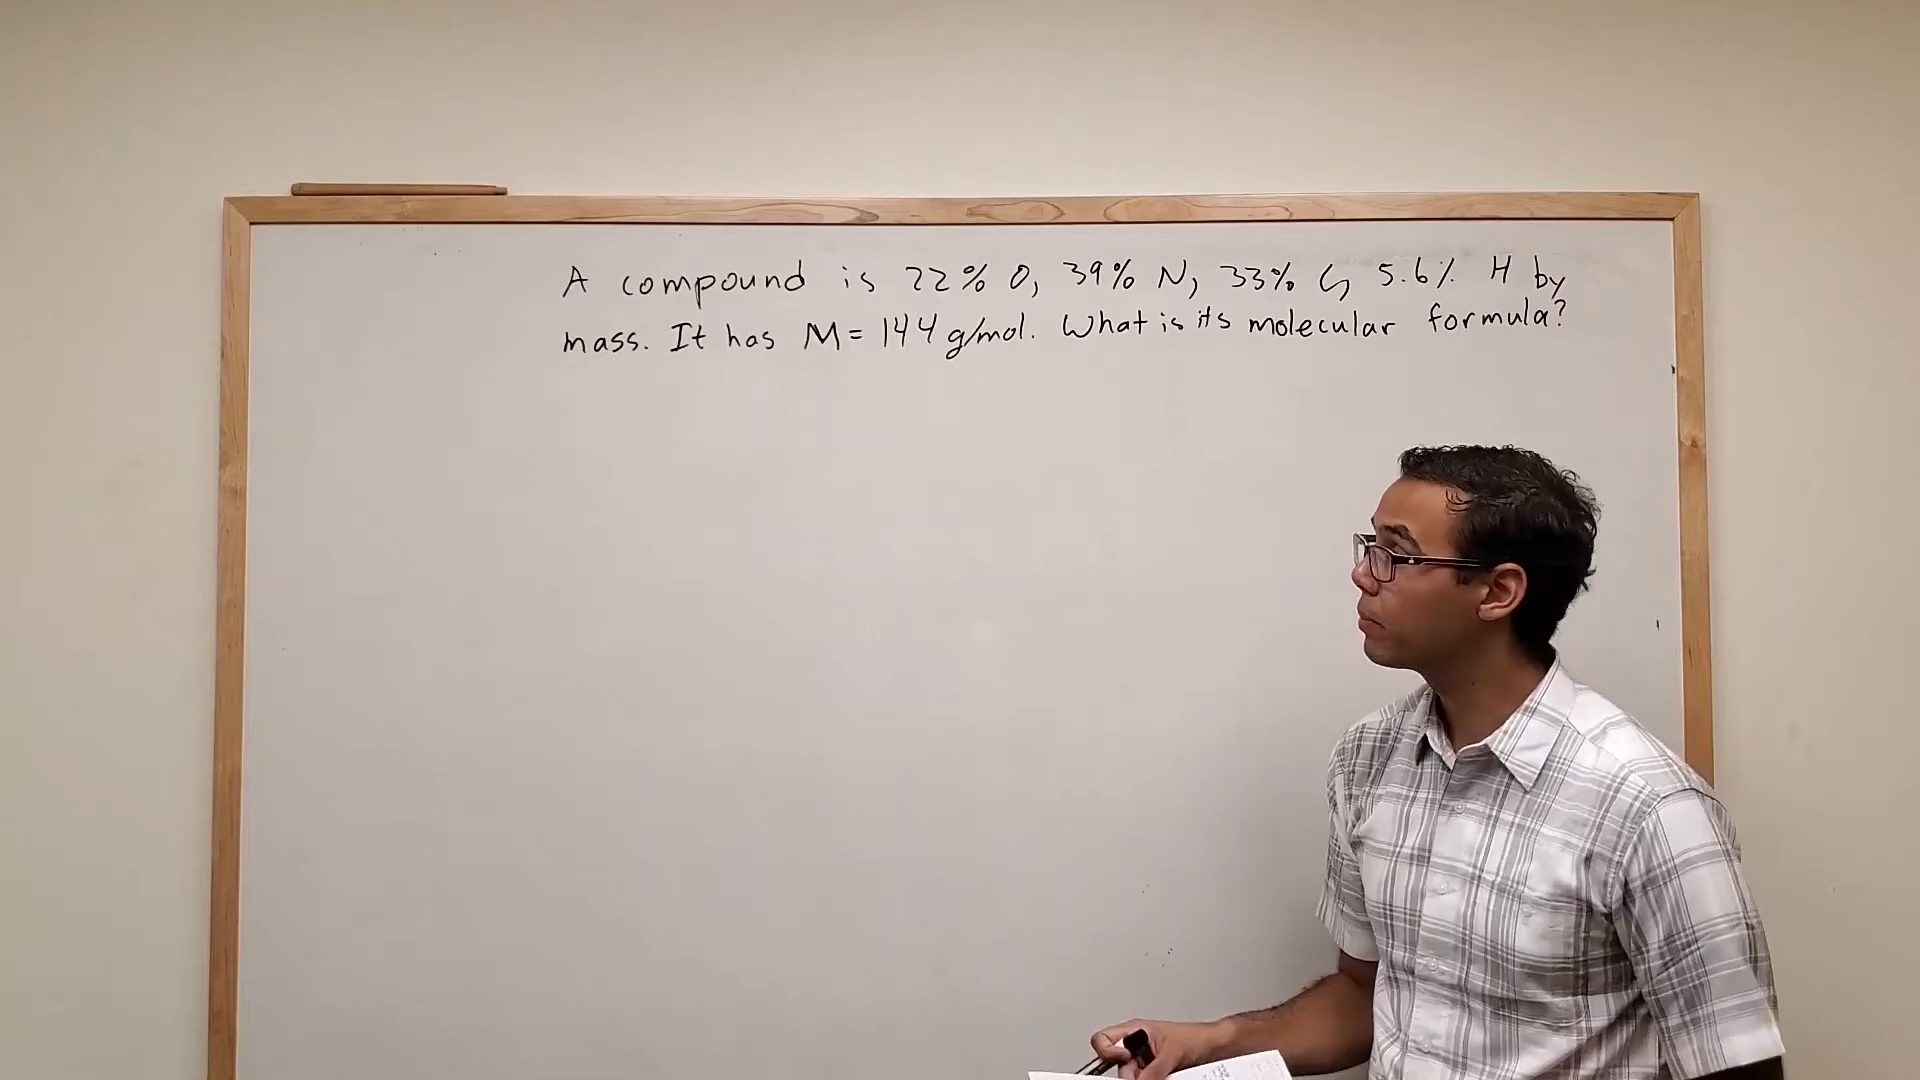 A compound is 22% O, 39% N, 33% C, 5.6% H by
mass. It has M = 144 g/mol. What is its molecular formula?